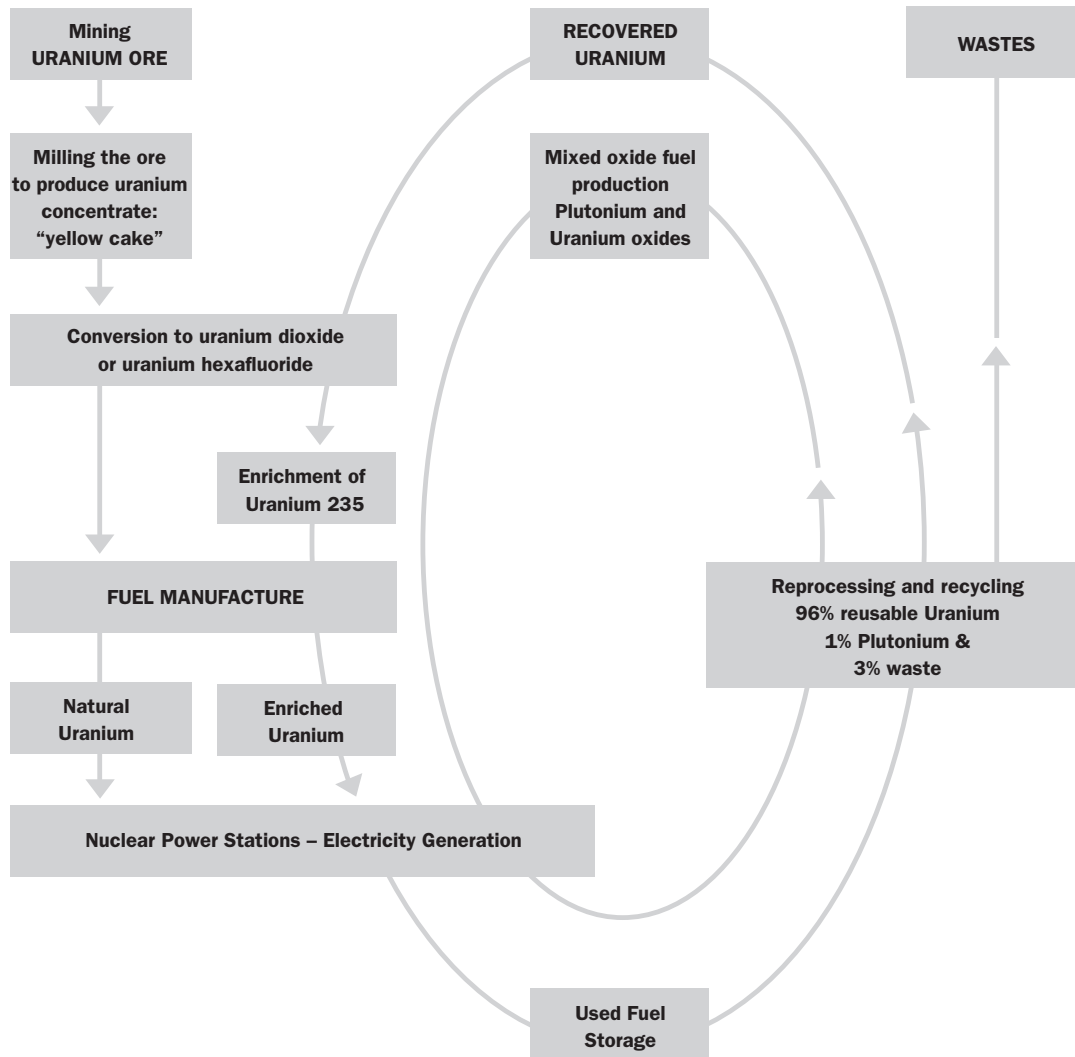 Mining
URANIUM ORE
Milling the ore
to produce uranium
concentrate:
“yellow cake”
Conversion to uranium dioxide
or uranium hexafluoride
Enrichment of
Uranium 235
FUEL MANUFACTURE
Natural
Uranium
Enriched
Uranium
Nuclear Power Stations – Electricity Generation
RECOVERED
URANIUM
Mixed oxide fuel
production
Plutonium and
Uranium oxides
Used Fuel
Storage
WASTES
Reprocessing and recycling
96% reusable Uranium
1% Plutonium &
3% waste